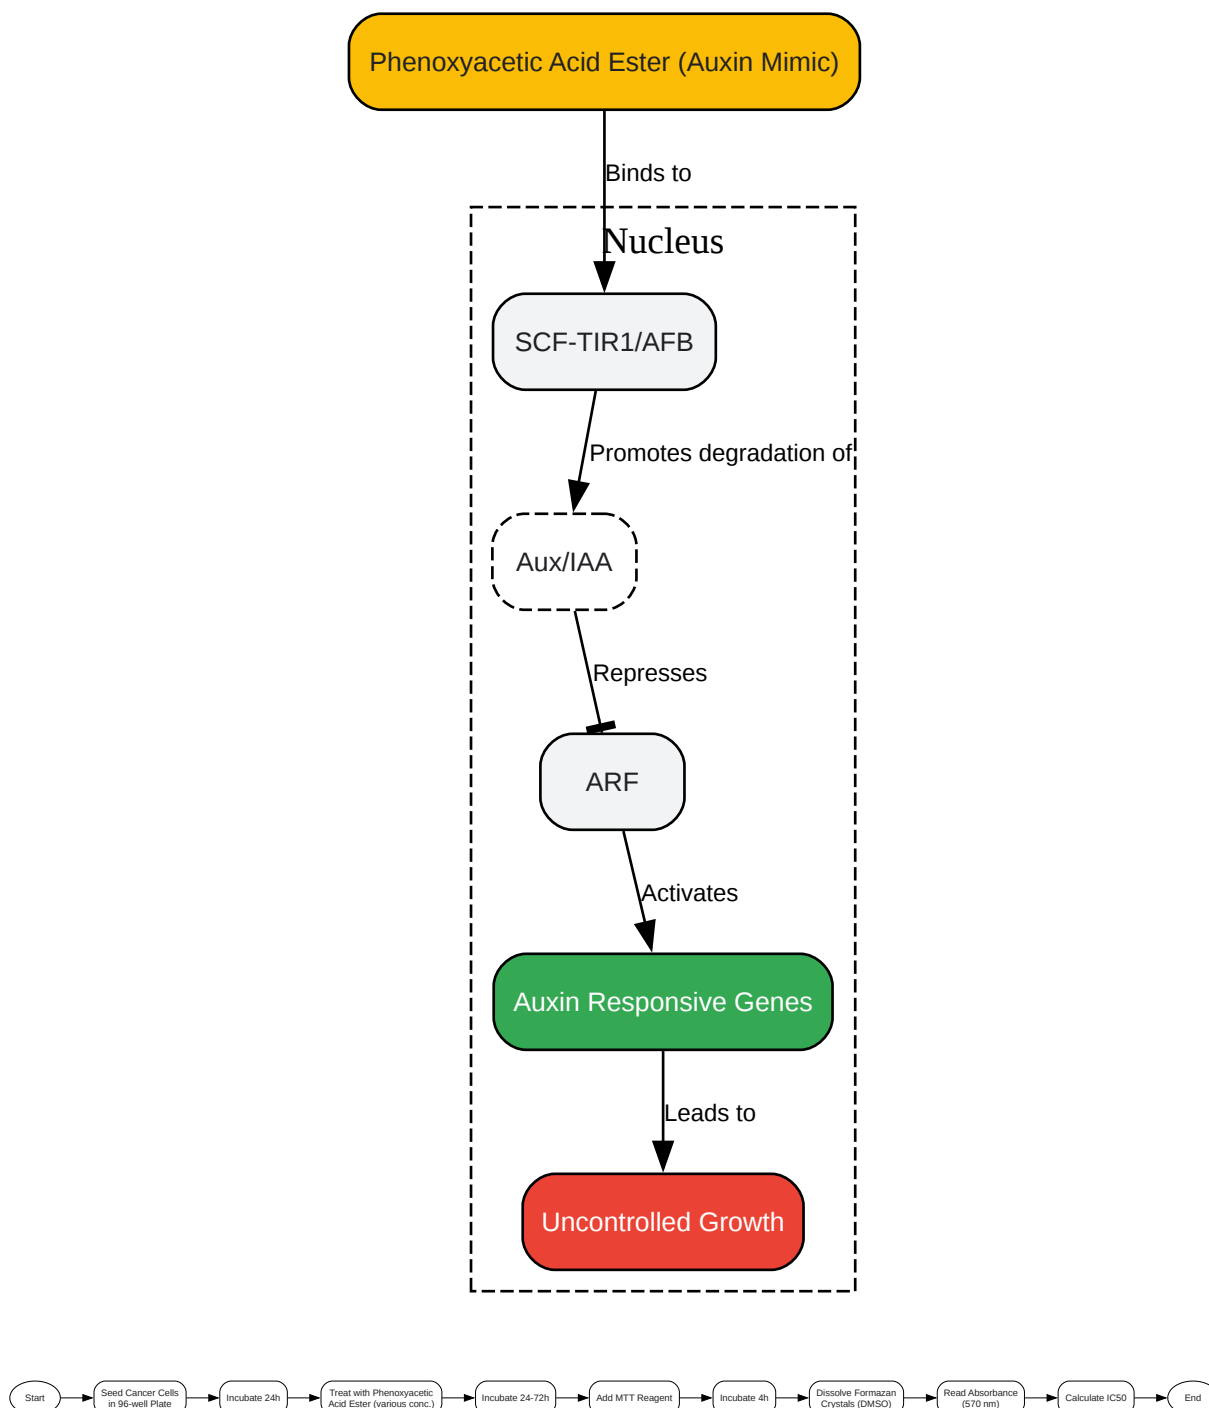 Phenoxyacetic Acid Ester (Auxin Mimic)
Binds to
Nucleus
SCF-TIR1/AFB
Promotes degradation of
Aux/IAA
Represses
ARF
Activates
Auxin Responsive Genes
Leads to
Uncontrolled Growth
Start
Seed Cancer Cells
in 96-well Plate
Incubate 24h
Treat with Phenoxyacetic
Acid Ester (various conc.)
Incubate 24-72h
Add MTT Reagent
Incubate 4h
Dissolve Formazan
Crystals (DMSO)
Read Absorbance
(570 nm)
Calculate IC50
End